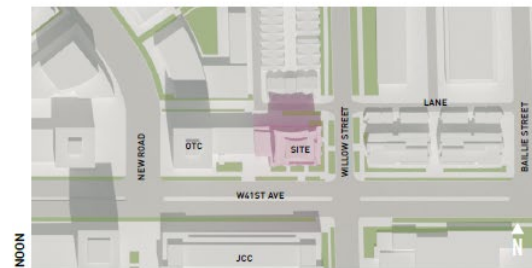 LANE
NEW ROAD
OTC
SITE
WILLOW STREET
BAILLIE STREET
W41ST AVE
NOON
JCC
N